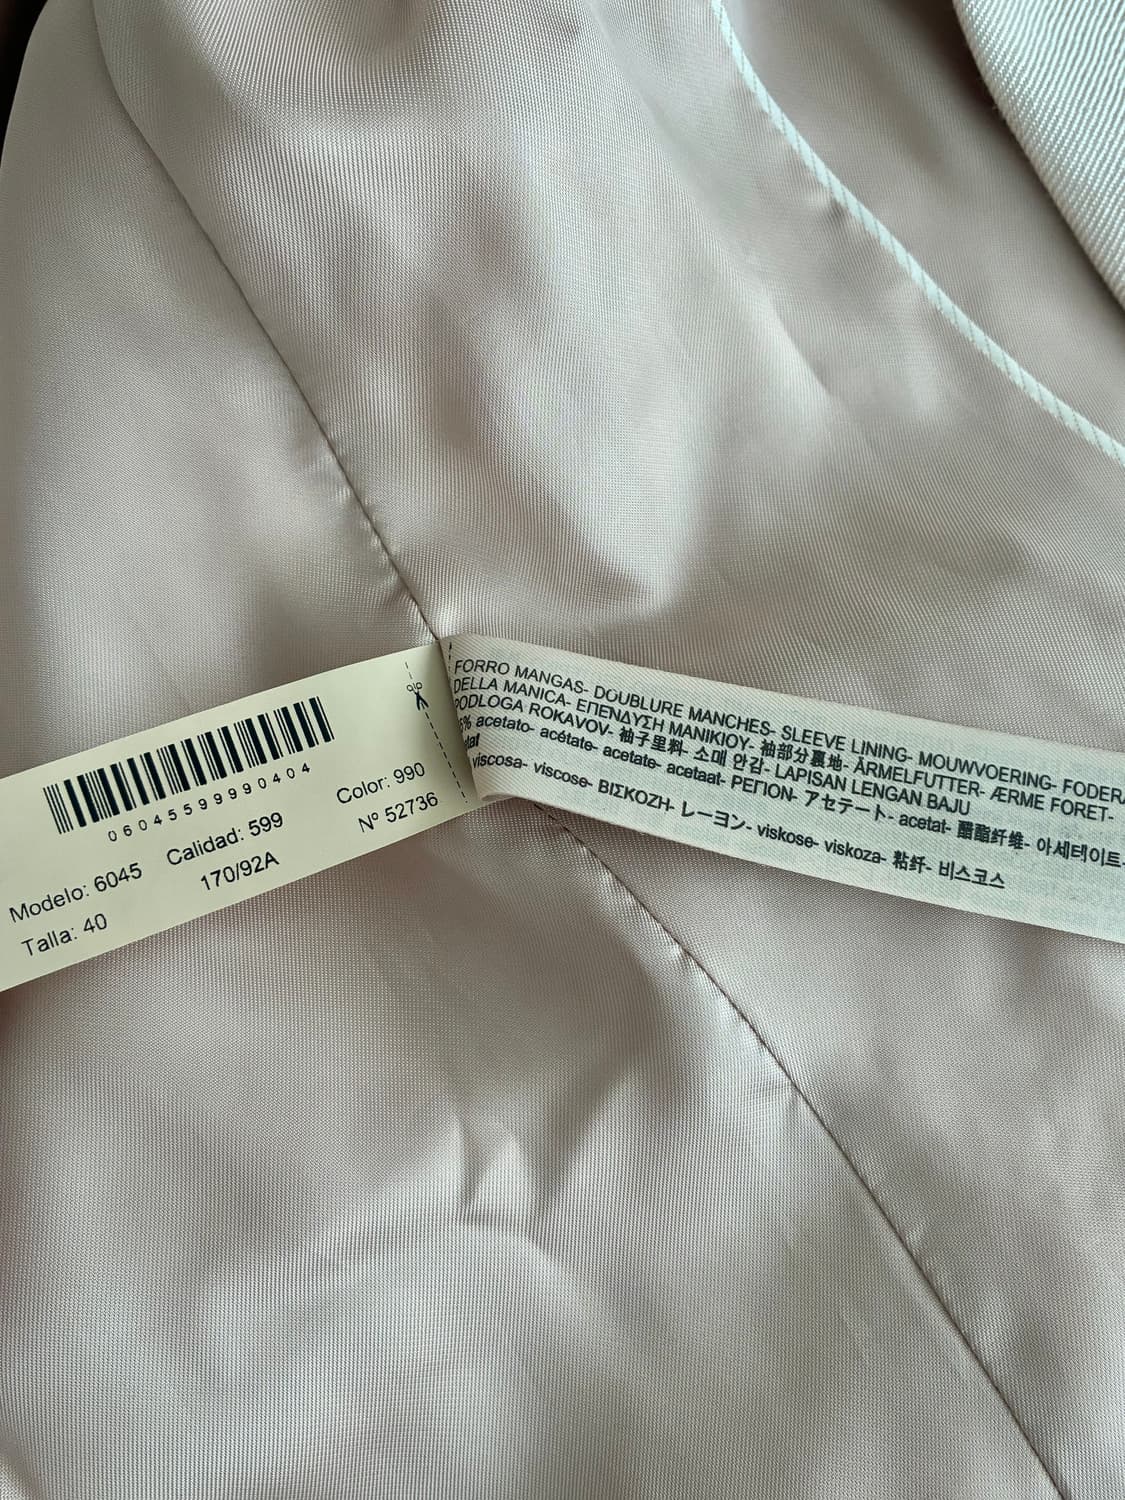 0604559990404
Modelo: 6045 Calidad: 599 Color: 990
Talla: 40 170/92A Nº 52736
FORRO MANGAS- DOUBLURE MANCHES- SLEEVE LINING- MOUWVOERING- FODERA
DELLA MANICA- ΕΠΕΝΔΥΣΗ ΜΑΝΙΚΙΟΥ- 袖部分裏地- ÄRMELFUTTER- ÆRME FORET-
PODLOGA ROKAVOV- 袖子里料- 소매 안감- LAPISAN LENGAN BAJU
acetato- acétate- acetate- acetaat- ΡΕΓΙΟΝ- アセテート- acetat- 醋酯纤维- 아세테이트-
viscosa- viscose- ΒΙΣΚΟΖΗ- レーヨン- viskose- viskoza- 粘纤- 비스코스